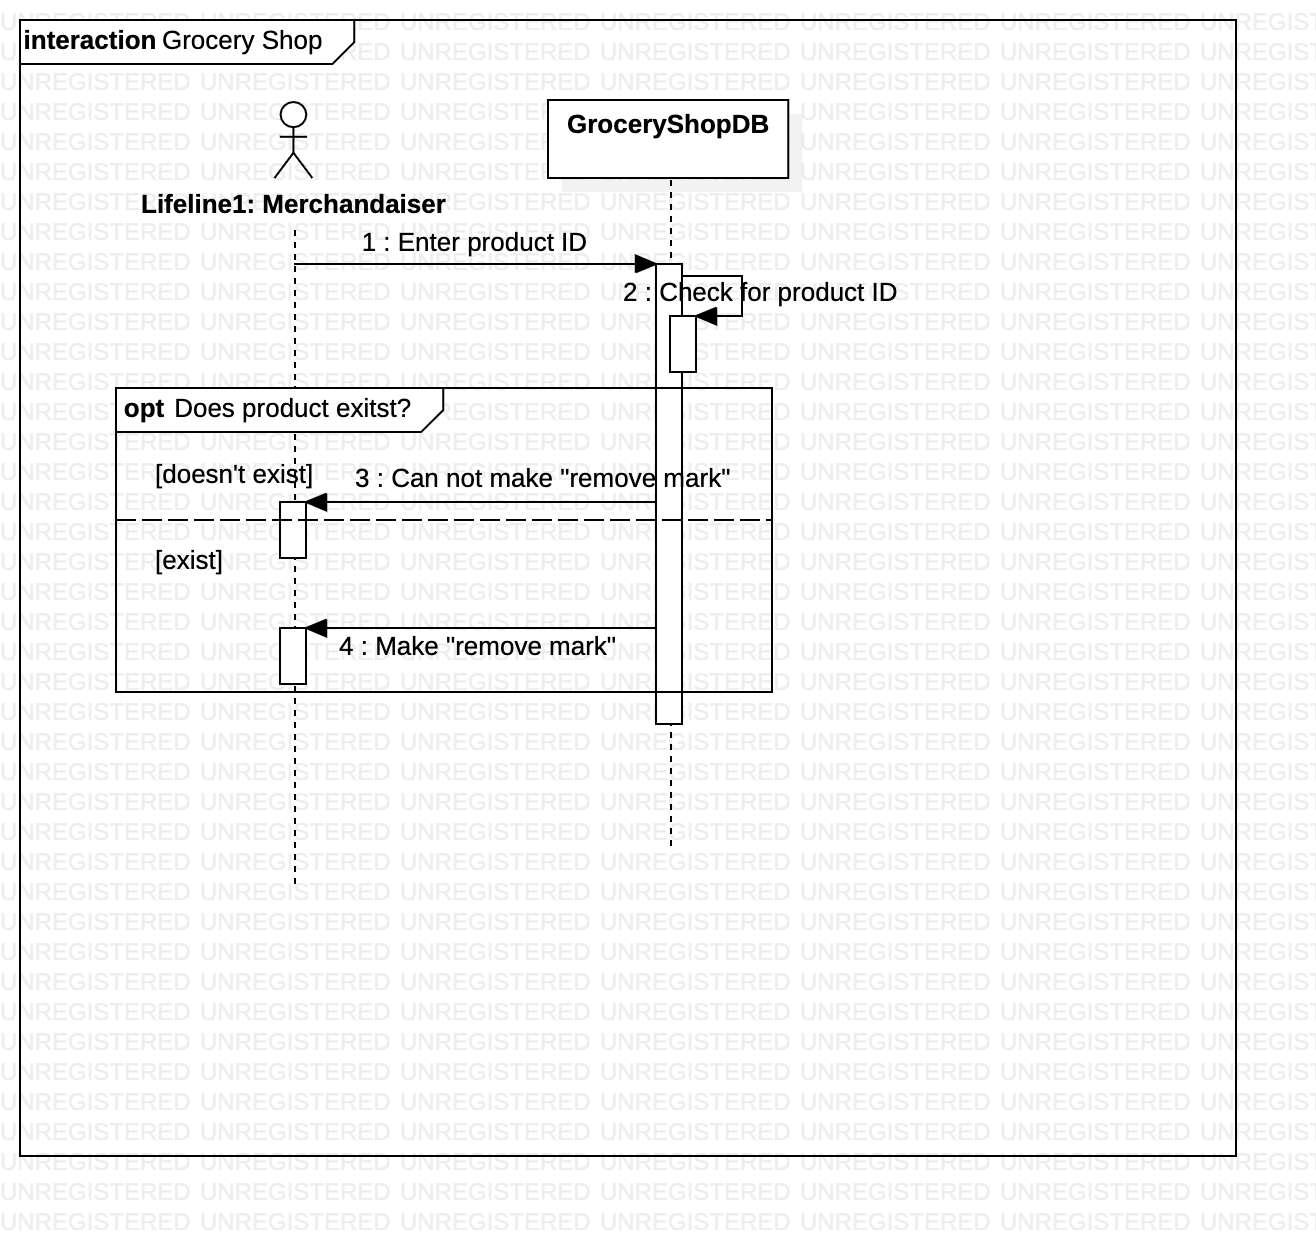 interaction Grocery Shop
GroceryShopDB
Lifeline1: Merchandaiser
1 : Enter product ID
2 : Check for product ID
opt Does product exitst?
[doesn't exist]
3 : Can not make "remove mark"
[exist]
4 : Make "remove mark"
UNREGISTERED